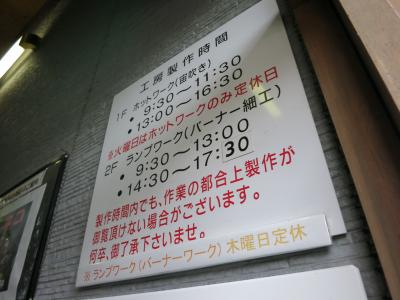 工房製作時間
1F ホットワーク(宙吹き)
• 9:30～11:30
• 13:00～16:30
※火曜日はホットワークのみ定休日
2F ランプワーク(バーナー細工)
• 9:30～13:00
• 14:30～17:30
製作時間内でも、作業の都合上製作が
御覧頂けない場合がございます。
何卒、御了承下さいませ。
※ランプワーク(バーナーワーク)木曜日定休